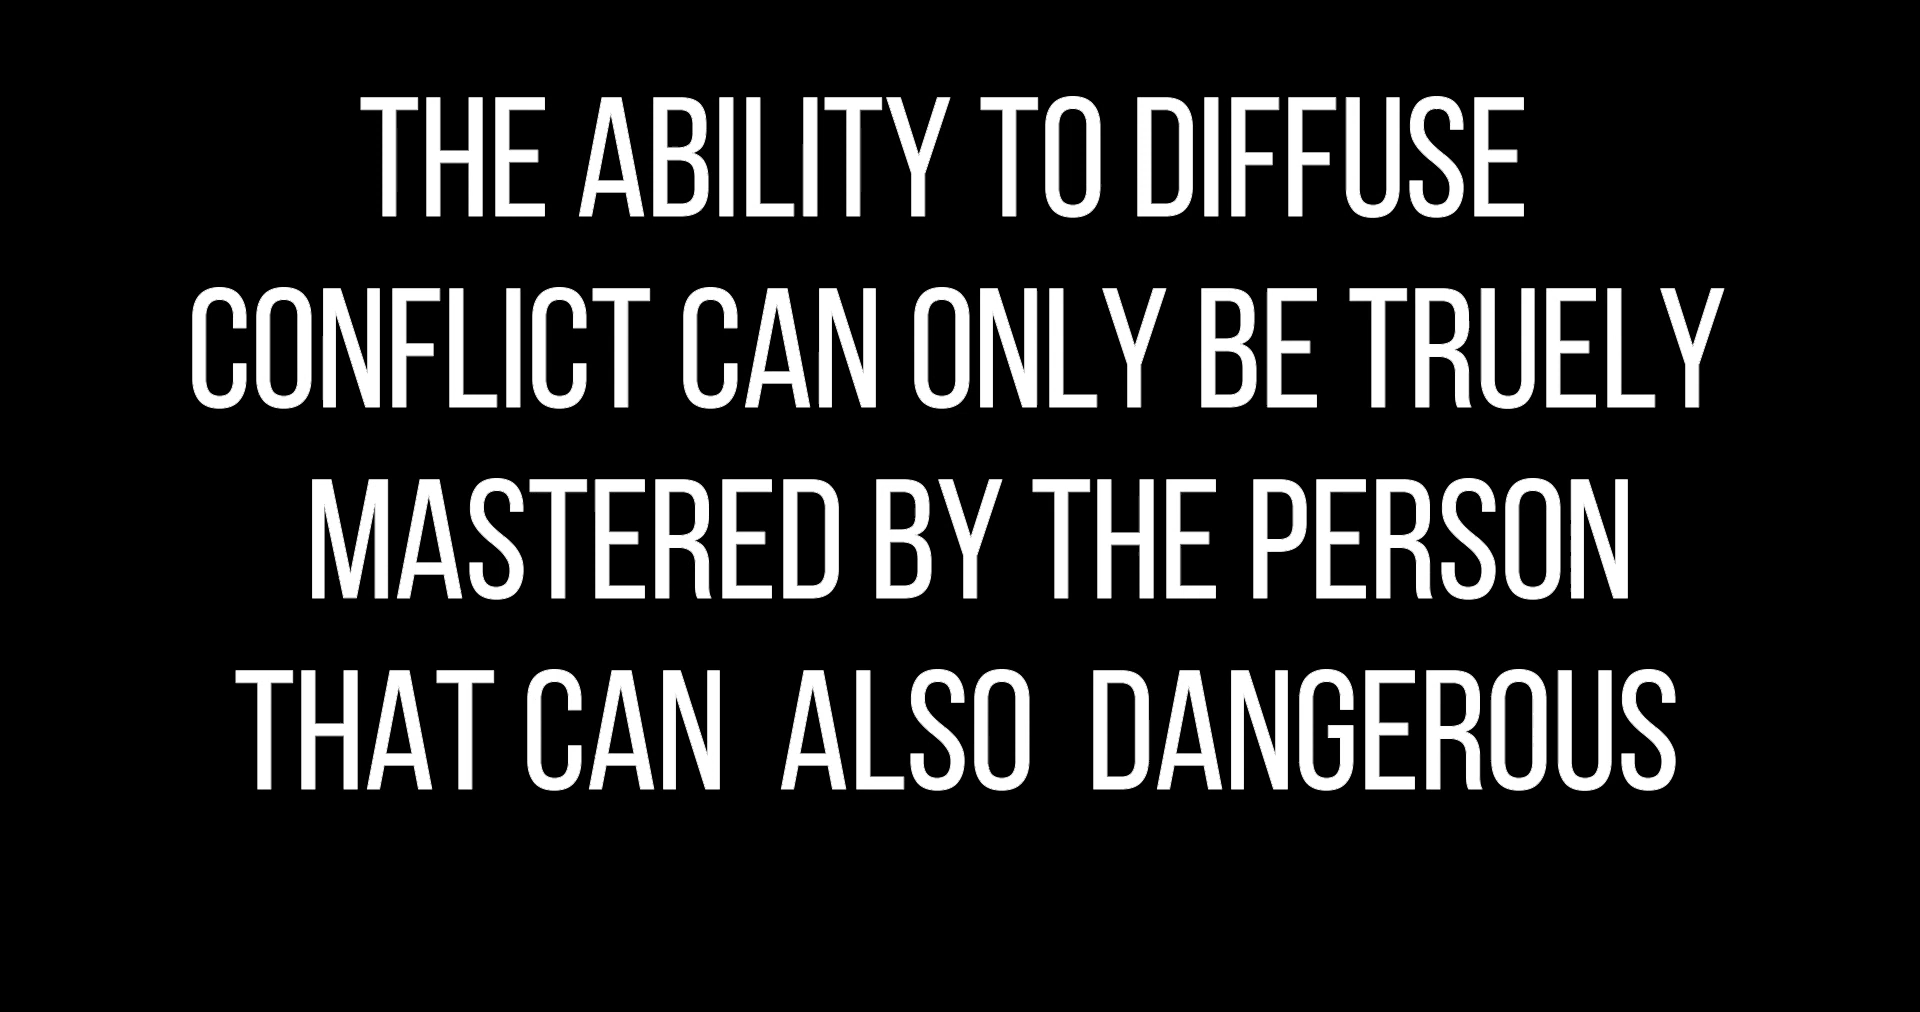 THE ABILITY TO DIFFUSE
CONFLICT CAN ONLY BE TRUELY
MASTERED BY THE PERSON
THAT CAN ALSO DANGEROUS